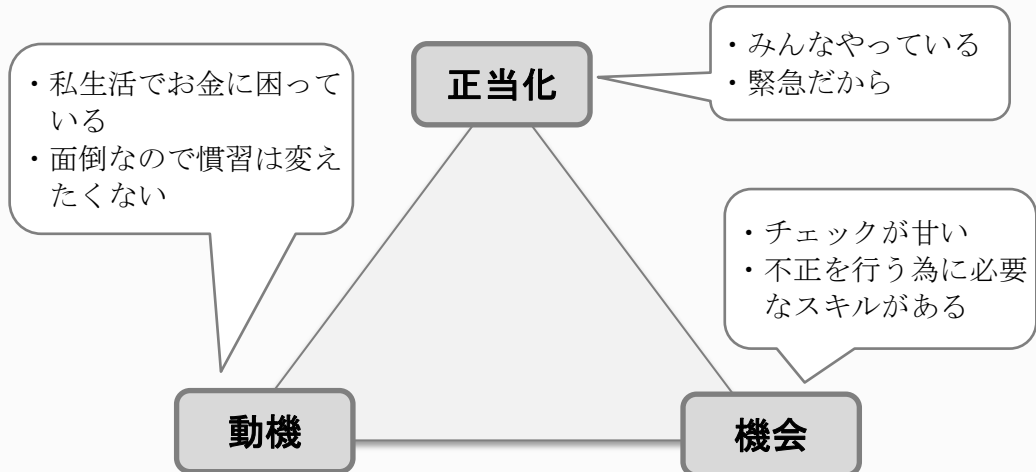 ・みんなやっている
・緊急だから
正当化
・私生活でお金に困って
いる
・面倒なので慣習は変え
たくない
・チェックが甘い
・不正を行う為に必要
なスキルがある
動機
機会